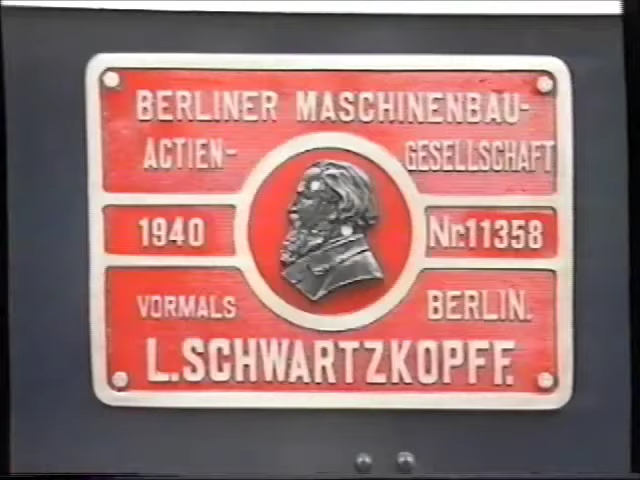 BERLINER MASCHINENBAU-
ACTIEN- GESELLSCHAFT
1940 Nr.11358
VORMALS BERLIN.
L.SCHWARTZKOPFF.